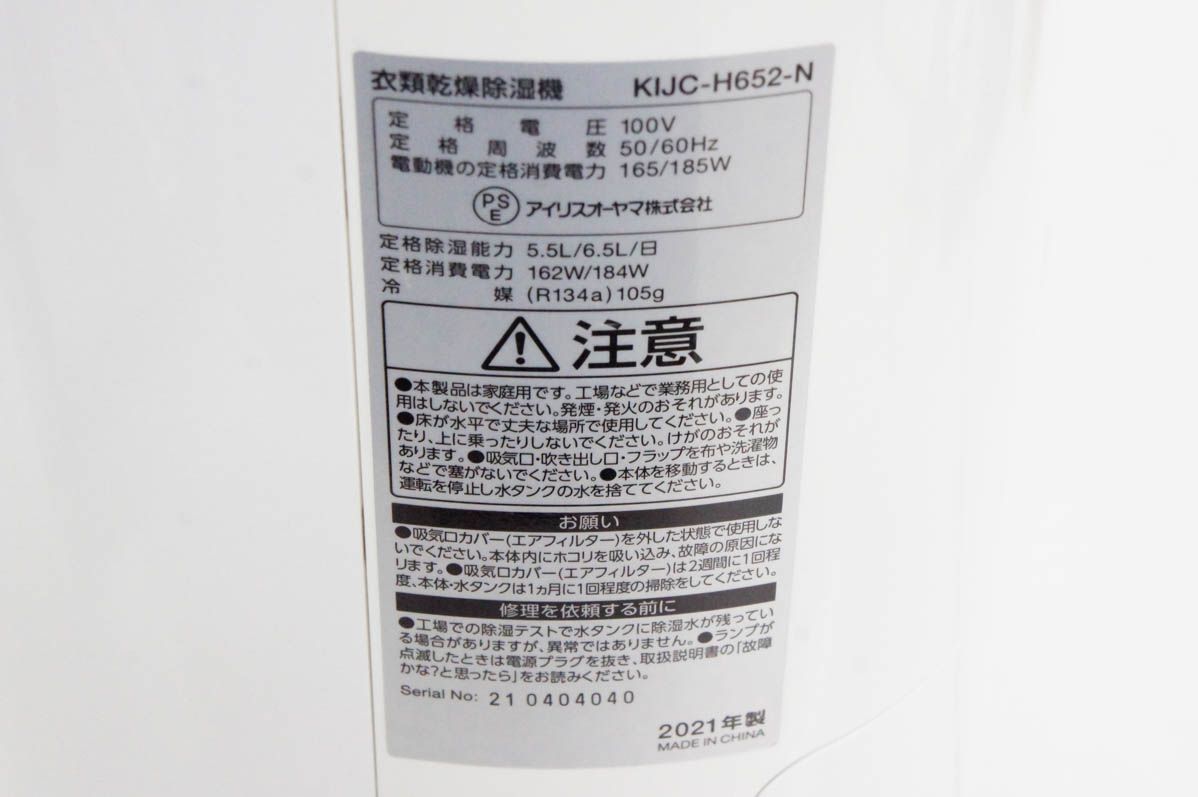 衣類乾燥除湿機 KIJC-H652-N
定格電圧 100V
定格周波数 50/60Hz
電動機の定格消費電力 165/185W
PSE アイリスオーヤマ株式会社
定格除湿能力 5.5L/6.5L/日
定格消費電力 162W/184W
冷媒 (R134a)105g
注意
●本製品は家庭用です。工場などで業務用としての使
用はしないでください。発煙・発火のおそれがあります。
●床が水平で丈夫な場所で使用してください。●座っ
たり、上に乗ったりしないでください。けがのおそれが
あります。●吸気口・吹き出し口・フラップを布や洗濯物
などで塞がないでください。●本体を移動するときは、
運転を停止し水タンクの水を捨ててください。
お願い
●吸気口カバー(エアフィルター)を外した状態で使用しな
いでください。本体内にホコリを吸い込み、故障の原因にな
ります。●吸気口カバー(エアフィルター)は2週間に1回程
度、本体・水タンクは1ヵ月に1回程度の掃除をしてください。
修理を依頼する前に
●工場での除湿テストで水タンクに除湿水が残ってい
る場合がありますが、異常ではありません。●ランプが
点滅したときは電源プラグを抜き、取扱説明書の「故障
かな?と思ったら」をお読みください。
Serial No: 21 0404040
2021年製
MADE IN CHINA